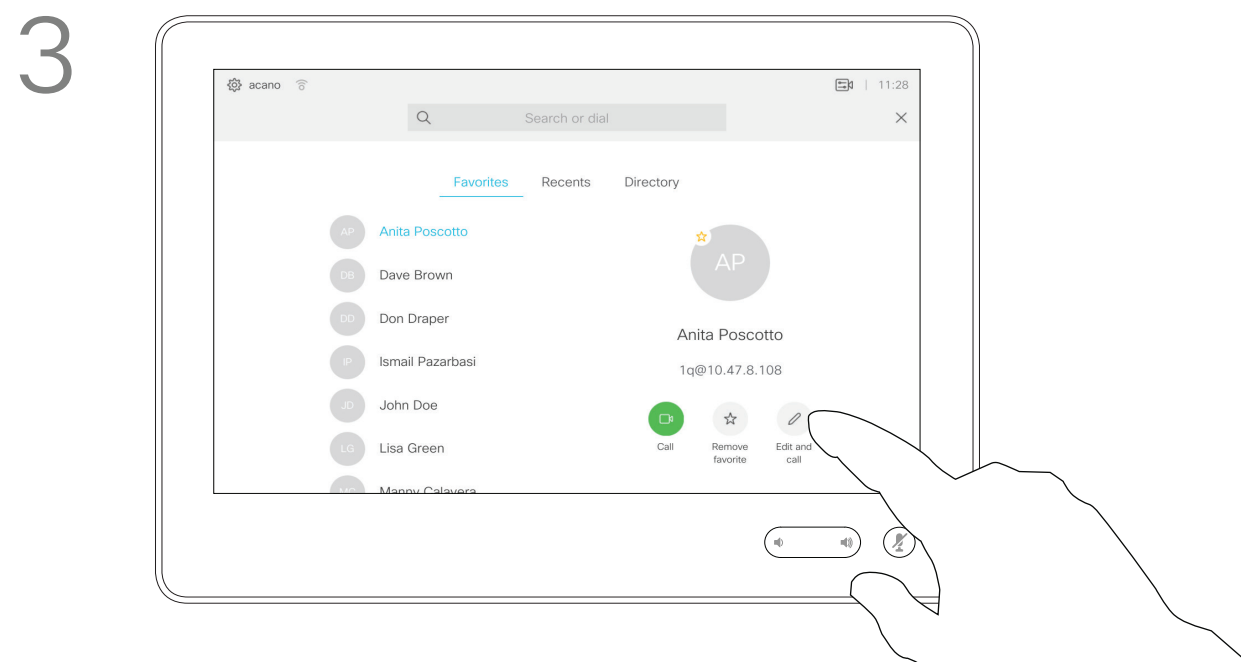 3
acano
11:28
Search or dial
Favorites Recents Directory
AP Anita Poscotto
DB Dave Brown
DD Don Draper
IP Ismail Pazarbasi
JD John Doe
LG Lisa Green
Manny Calavera
AP
Anita Poscotto
1q@10.47.8.108
Call
Remove
favorite
Edit and
call